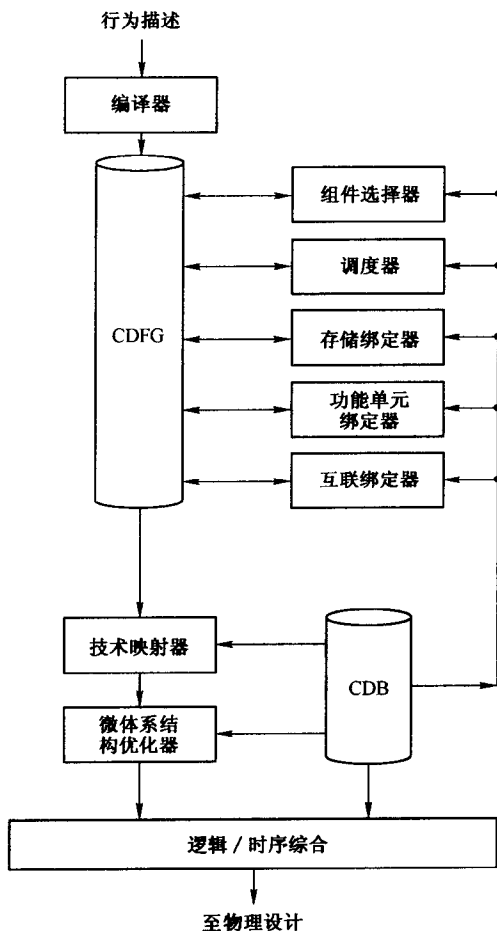 行为描述
编译器
组件选择器
调度器
CDFG
存储绑定器
功能单元
绑定器
互联绑定器
技术映射器
CDB
微体系结
构优化器
逻辑/时序综合
至物理设计